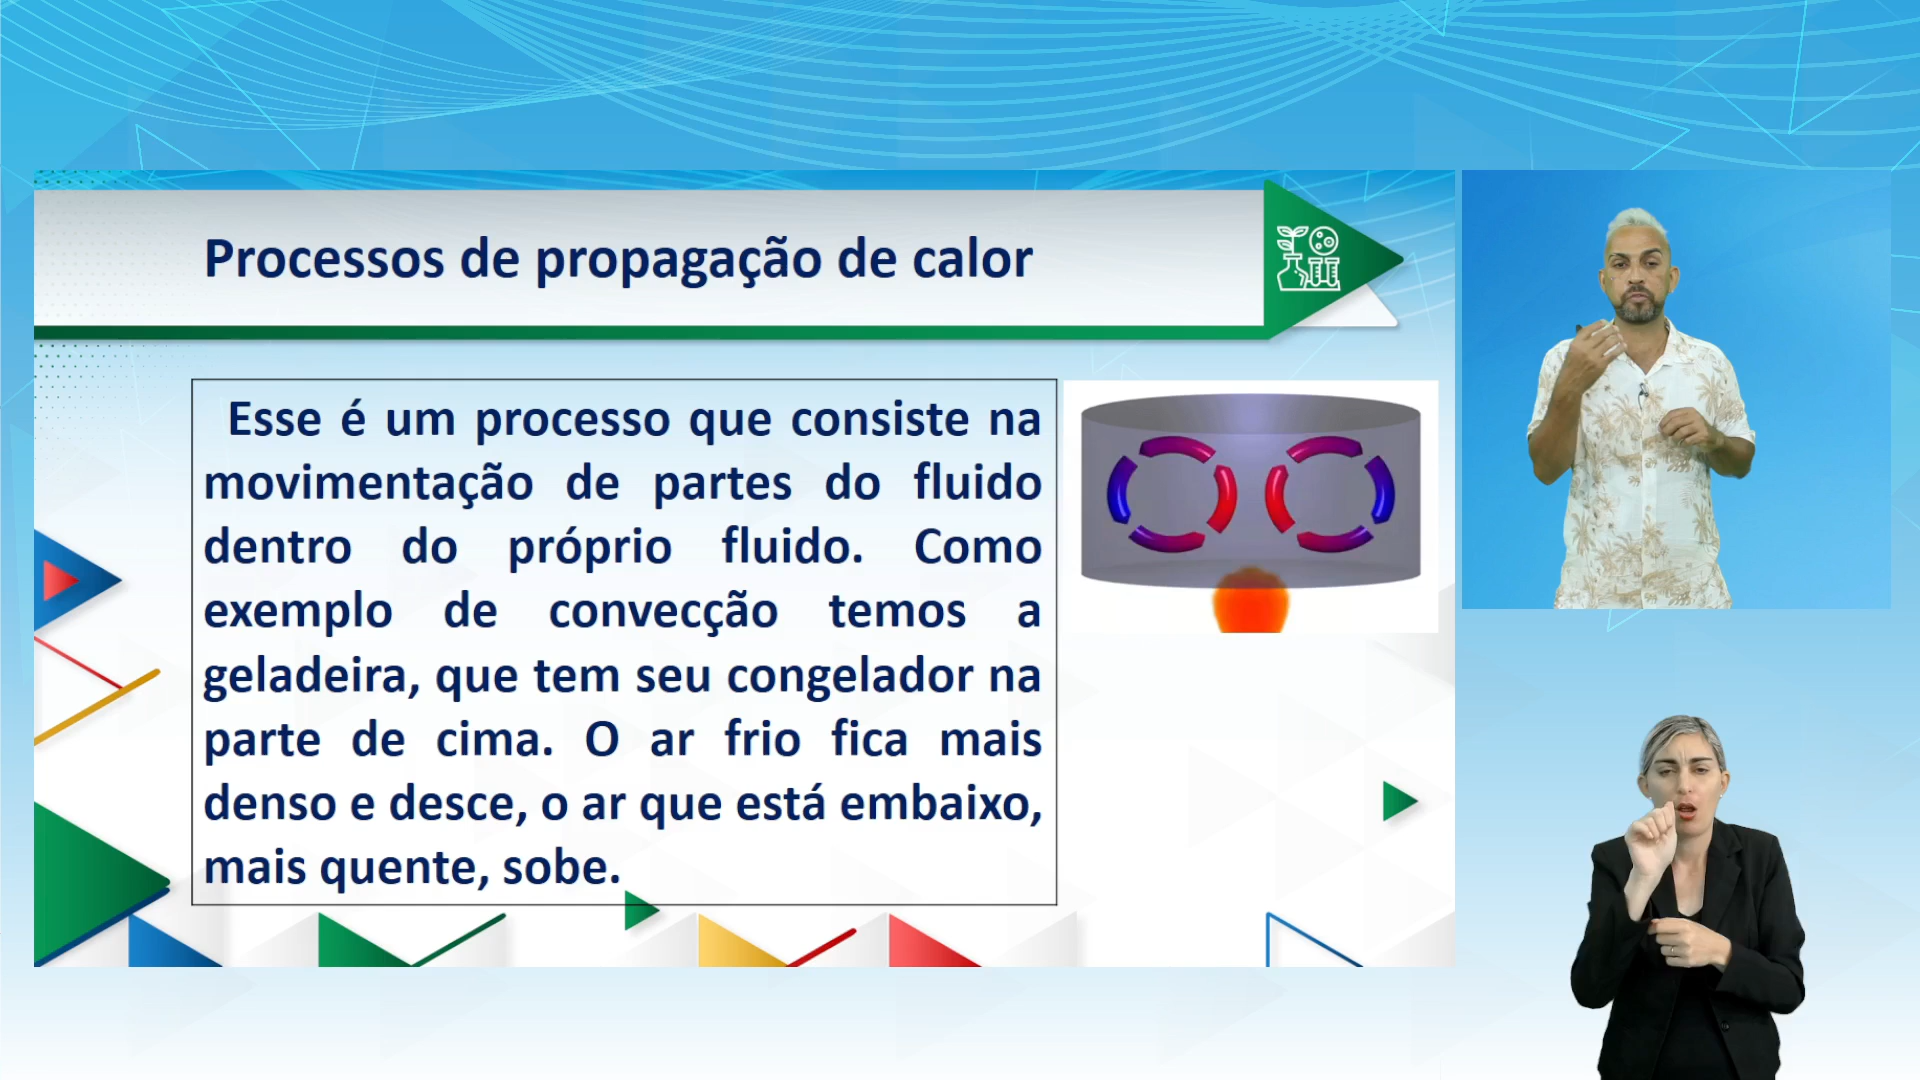 Processos de propagação de calor
Esse é um processo que consiste na
movimentação de partes do fluido
dentro do próprio fluido. Como
exemplo de convecção temos a
geladeira, que tem seu congelador na
parte de cima. O ar frio fica mais
denso e desce, o ar que está embaixo,
mais quente, sobe.